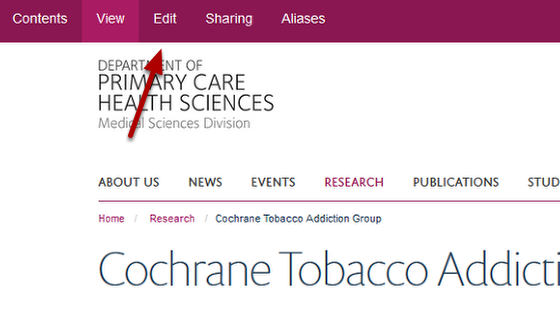 Contents View Edit Sharing Aliases
DEPARTMENT OF
PRIMARY CARE
HEALTH SCIENCES
Medical Sciences Division
ABOUT US NEWS EVENTS RESEARCH PUBLICATIONS STUD
Home / Research / Cochrane Tobacco Addiction Group
Cochrane Tobacco Addicti